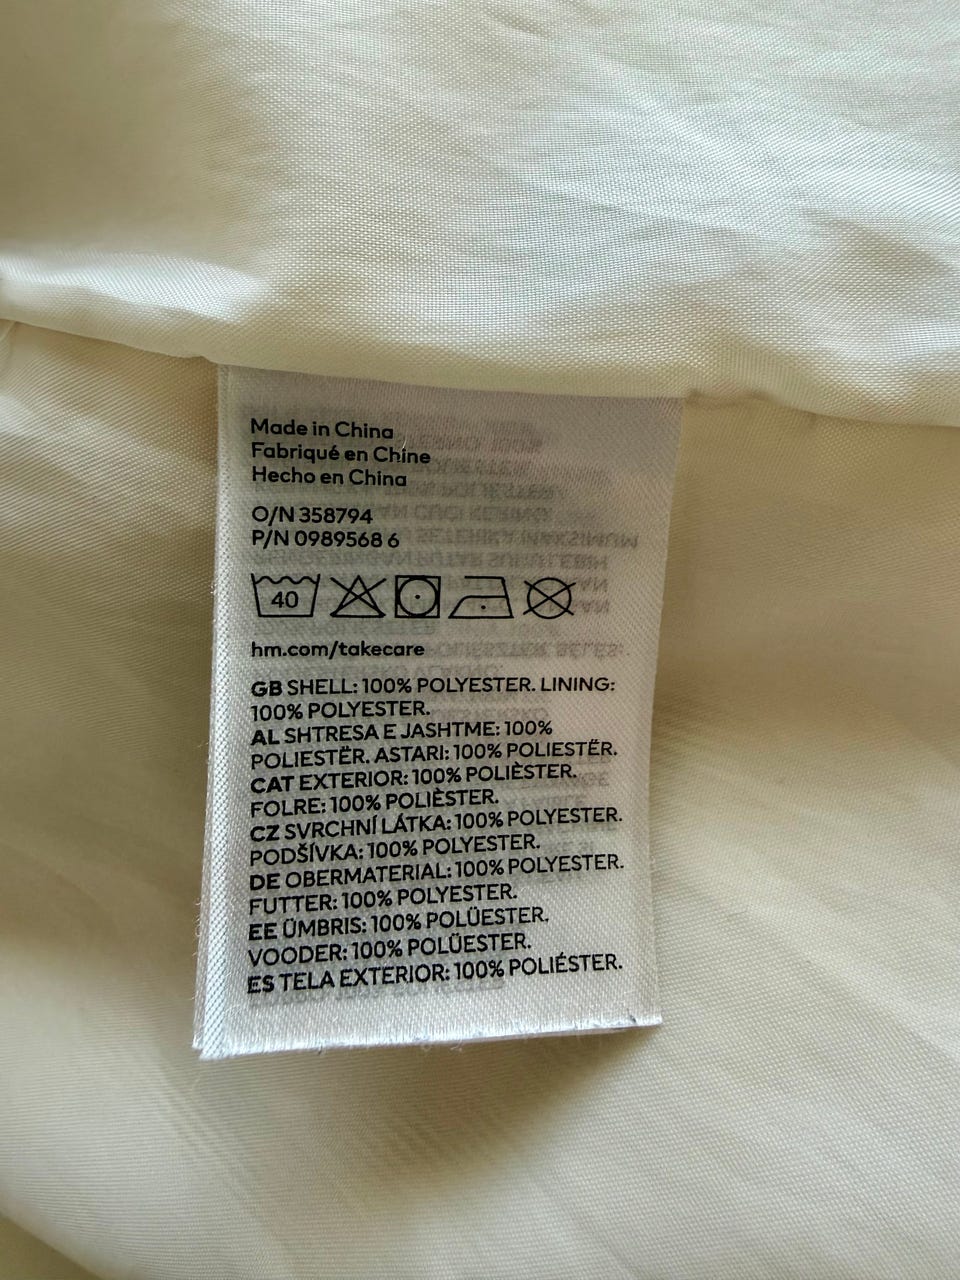 Made in China
Fabriqué en Chine
Hecho en China
O/N 358794
P/N 0989568 6
40
hm.com/takecare
GB SHELL: 100% POLYESTER. LINING:
100% POLYESTER.
AL SHTRESA E JASHTME: 100%
POLIESTËR. ASTARI: 100% POLIESTËR.
CAT EXTERIOR: 100% POLIÈSTER.
FOLRE: 100% POLIÈSTER.
CZ SVRCHNÍ LÁTKA: 100% POLYESTER.
PODŠÍVKA: 100% POLYESTER.
DE OBERMATERIAL: 100% POLYESTER.
FUTTER: 100% POLYESTER.
EE ÜMBRIS: 100% POLÜESTER.
VOODER: 100% POLÜESTER.
ES TELA EXTERIOR: 100% POLIÉSTER.